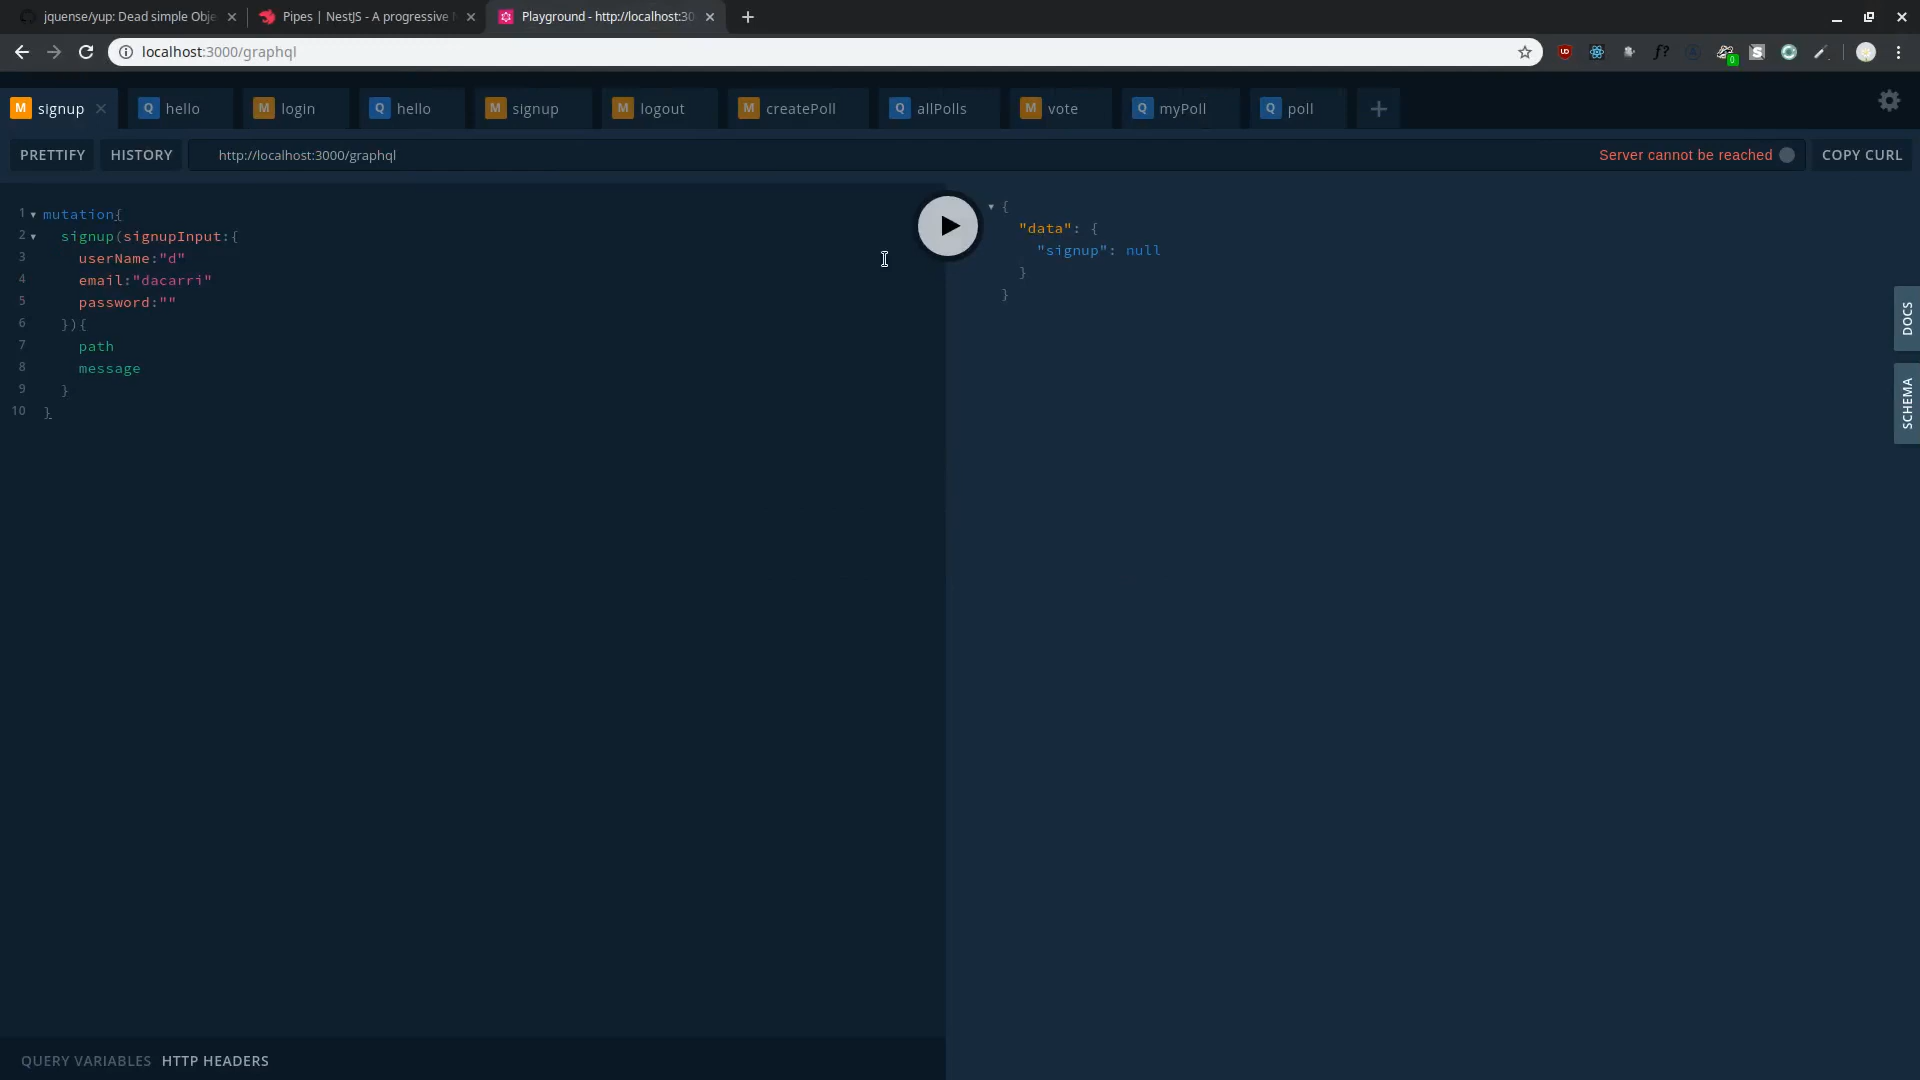 jquense/yup: Dead simple Obje
Pipes | NestJS - A progressive N
Playground - http://localhost:30
localhost:3000/graphql
M signup
Q hello
M login
Q hello
M signup
M logout
M createPoll
Q allPolls
M vote
Q myPoll
Q poll
PRETTIFY
HISTORY
http://localhost:3000/graphql
Server cannot be reached
COPY CURL
1 mutation{
2 signup(signupInput:{
3 userName:"d"
4 email:"dacarri"
5 password:""
6 }){
7 path
8 message
9 }
10 }
{
"data": {
"signup": null
}
}
DOCS
SCHEMA
QUERY VARIABLES
HTTP HEADERS